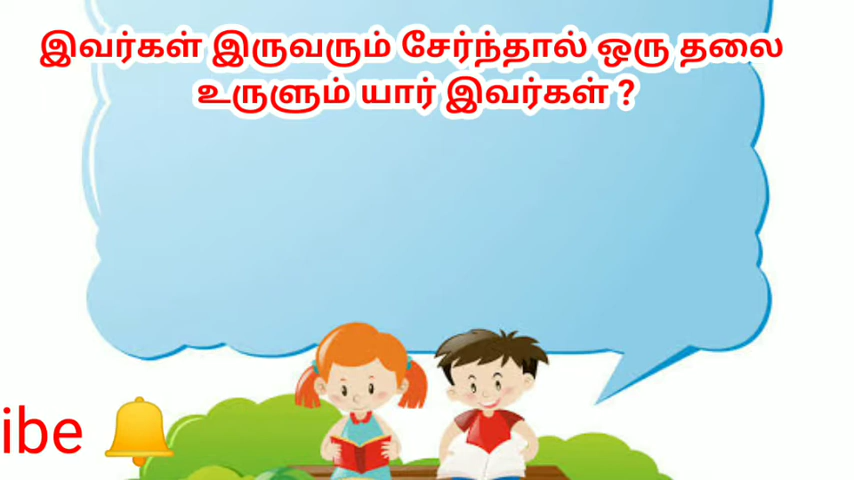 இவர்கள் இருவரும் சேர்ந்தால் ஒரு தலை
உருளும் யார் இவர்கள் ?
ibe